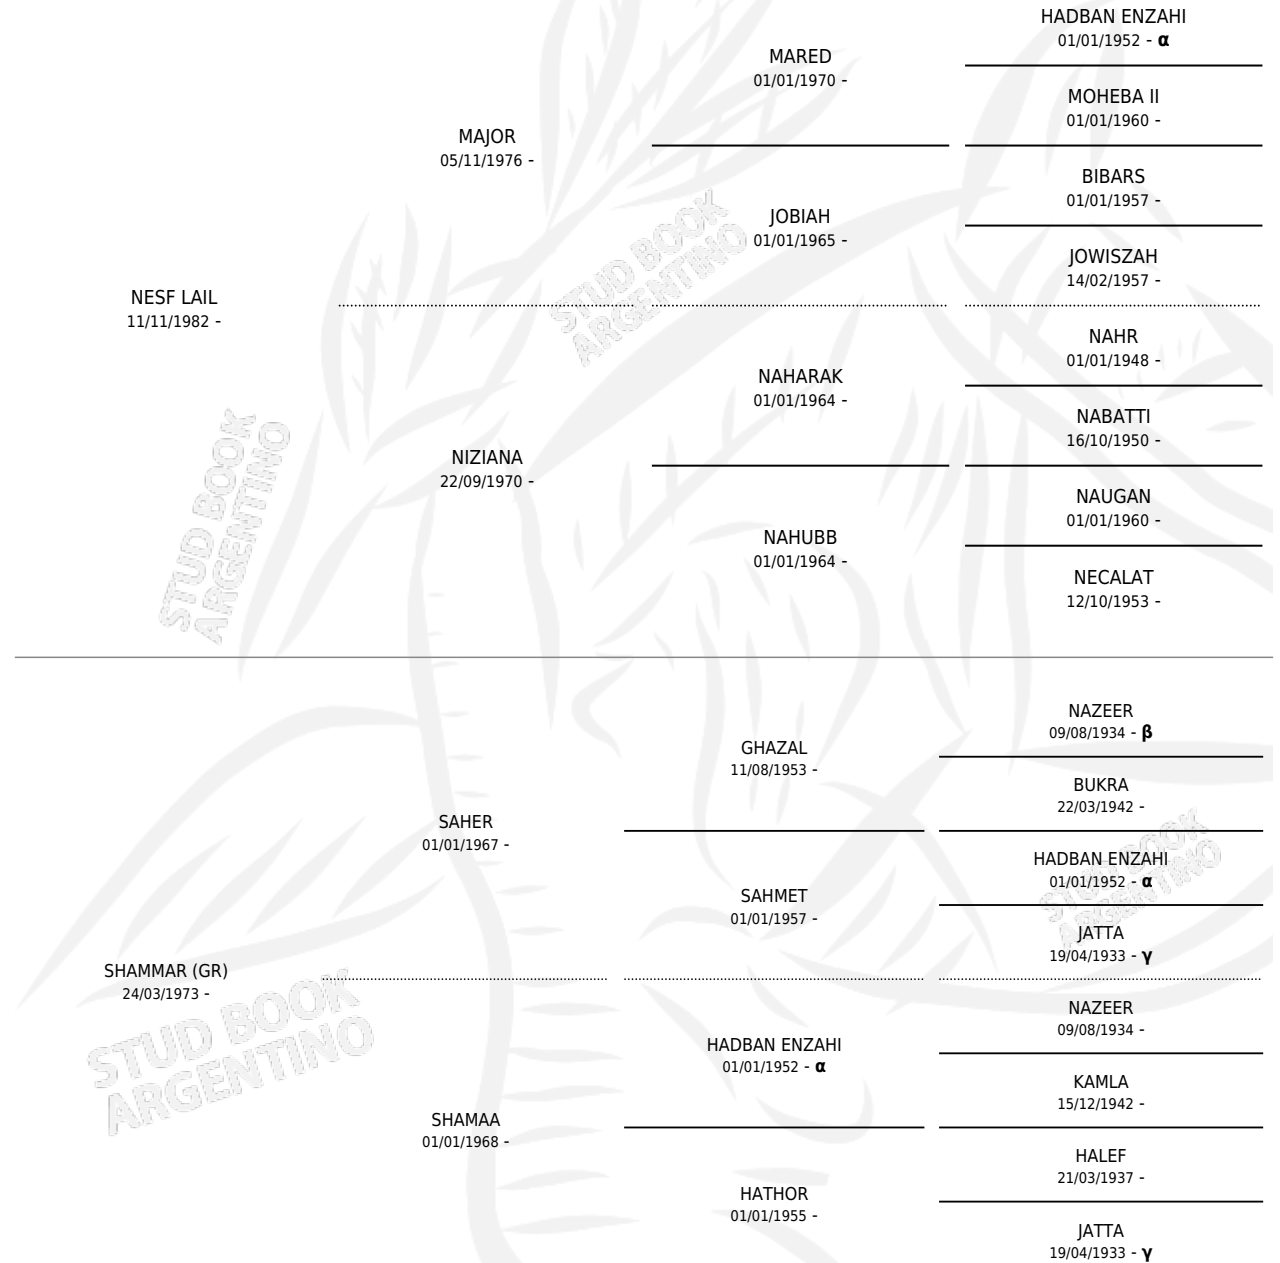 HADBAN ENZAHI
01/01/1952 - α
MARED
01/01/1970 -
MOHEBA II
01/01/1960 -
MAJOR
05/11/1976 -
BIBARS
01/01/1957 -
JOBIAH
01/01/1965 -
JOWISZAH
14/02/1957 -
NESF LAIL
11/11/1982 -
NAHR
01/01/1948 -
NAHARAK
01/01/1964 -
NABATTI
16/10/1950 -
NIZIANA
22/09/1970 -
NAUGAN
01/01/1960 -
NAHUBB
01/01/1964 -
NECALAT
12/10/1953 -
STUD BOOK
ARGENTINO
STUD BOOK
ARGENTINO
NAZEER
09/08/1934 - β
GHAZAL
11/08/1953 -
BUKRA
22/03/1942 -
SAHER
01/01/1967 -
HADBAN ENZAHI
01/01/1952 - α
SAHMET
01/01/1957 -
JATTA
19/04/1933 - γ
SHAMMAR (GR)
24/03/1973 -
NAZEER
09/08/1934 -
HADBAN ENZAHI
01/01/1952 - α
KAMLA
15/12/1942 -
SHAMAA
01/01/1968 -
HALEF
21/03/1937 -
HATHOR
01/01/1955 -
JATTA
19/04/1933 - γ
STUD BOOK
ARGENTINO
STUD BOOK
ARGENTINO